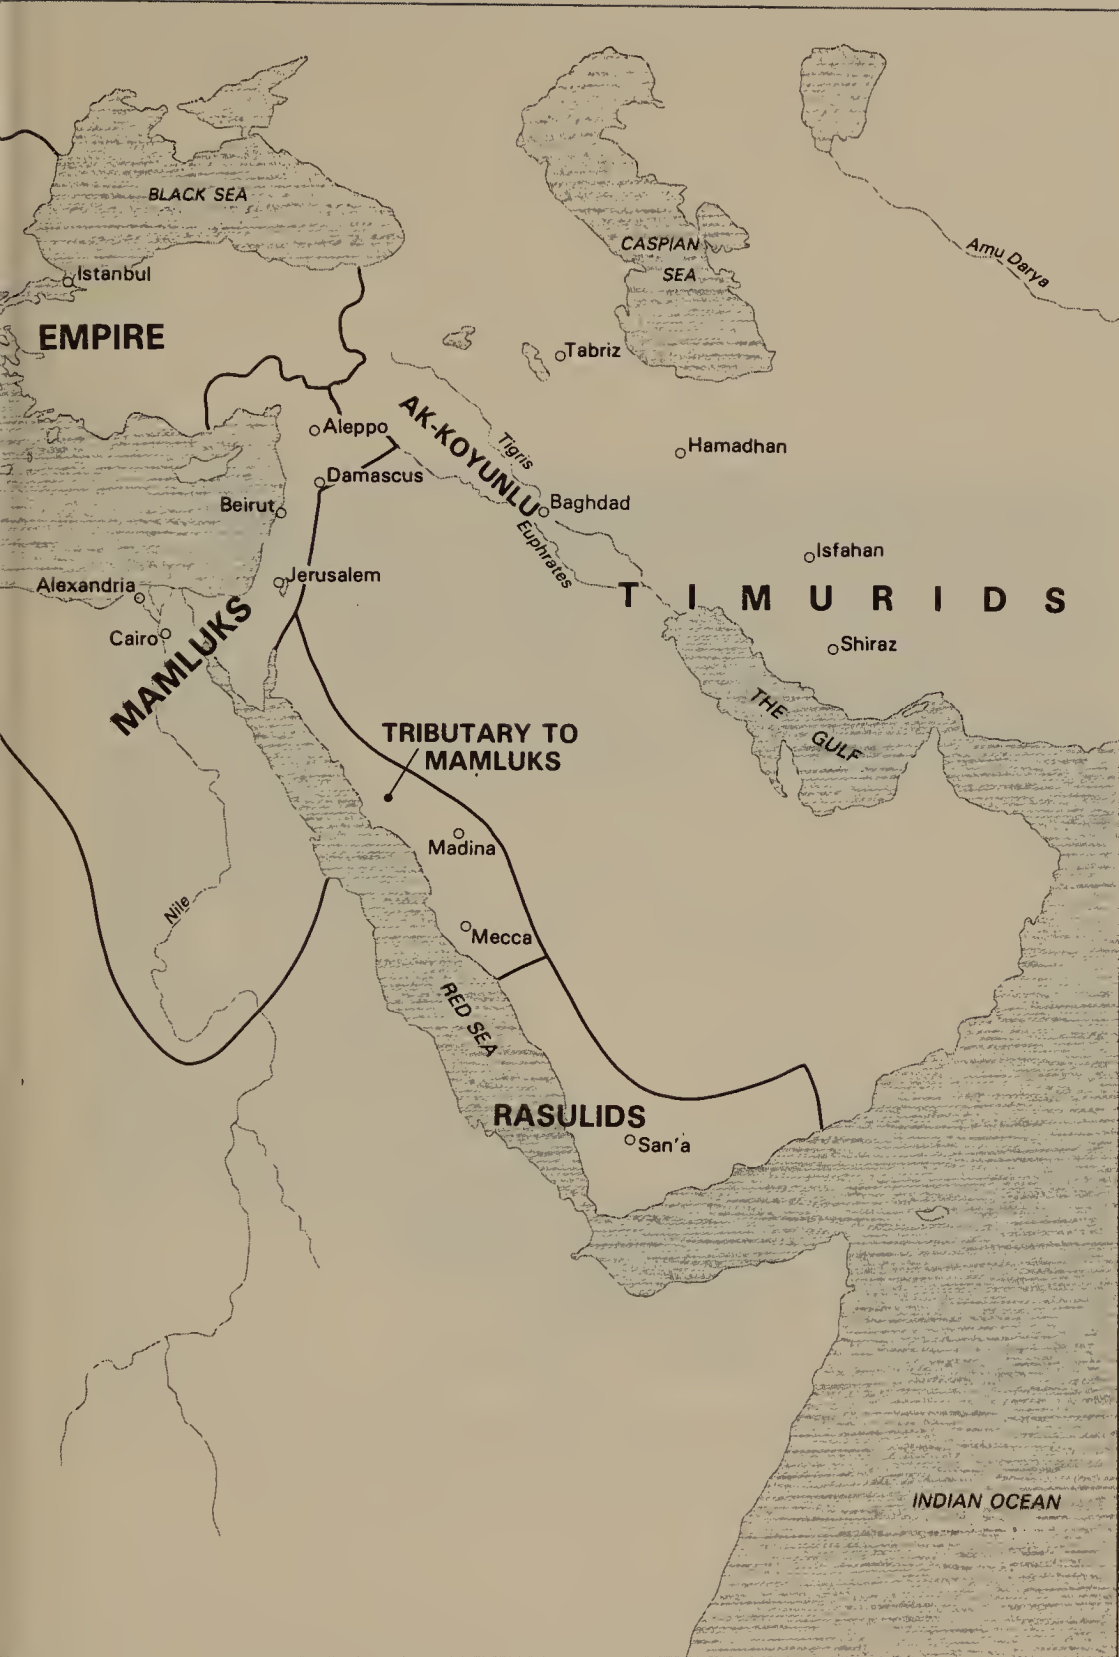 BLACK SEA
CASPIAN
SEA
Amu Darya
Istanbul
EMPIRE
Tabriz
AK-KOYUNLU
Tigris
Aleppo
Hamadhan
Damascus
Baghdad
Beirut
Euphrates
Isfahan
Jerusalem
Alexandria
TIMURIDS
Cairo
MAMLUKS
Shiraz
THE GULF
TRIBUTARY TO
MAMLUKS
Madina
Nile
Mecca
RED SEA
RASULIDS
San'a
INDIAN OCEAN